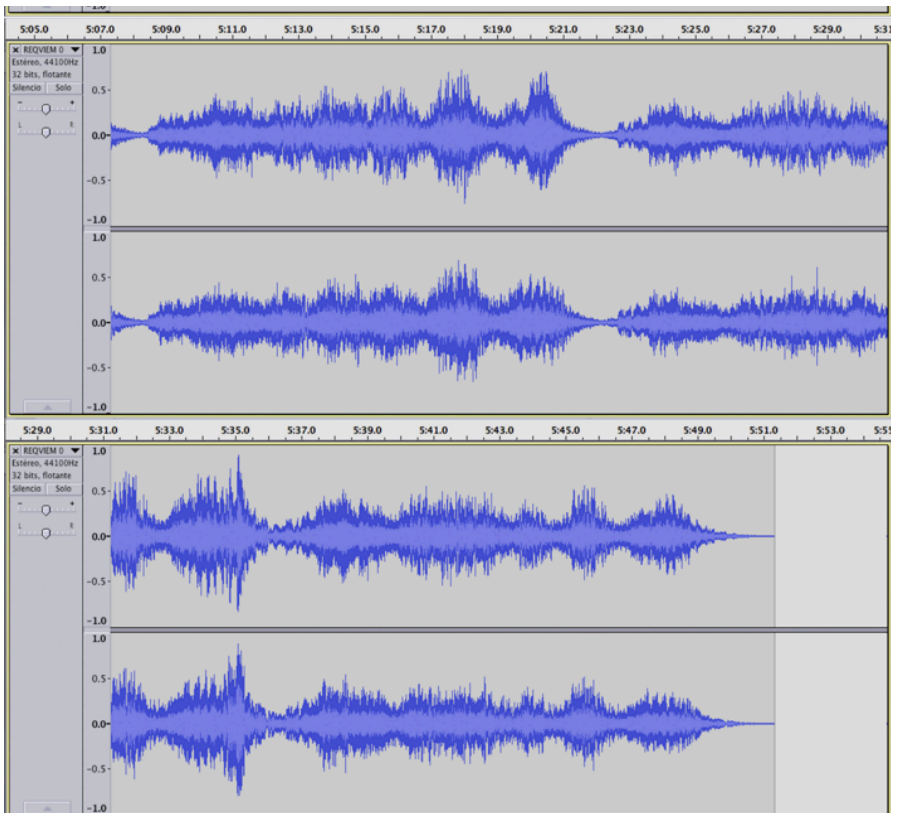 5:05.0 5:07.0 5:09.0 5:11.0 5:13.0 5:15.0 5:17.0 5:19.0 5:21.0 5:23.0 5:25.0 5:27.0 5:29.0 5:31
REQVIEM 0 1.0
Estéreo, 44100Hz
32 bits, flotante
Silencio Solo 0.5-
- +
L R
0.0-
-0.5-
-1.0
1.0
0.5-
0.0-
-0.5-
-1.0
5:29.0 5:31.0 5:33.0 5:35.0 5:37.0 5:39.0 5:41.0 5:43.0 5:45.0 5:47.0 5:49.0 5:51.0 5:53.0
REQVIEM 0 1.0
Estéreo, 44100Hz
32 bits, flotante
Silencio Solo 0.5-
- +
L R
0.0-
-0.5-
-1.0
1.0
0.5-
0.0-
-0.5-
-1.0